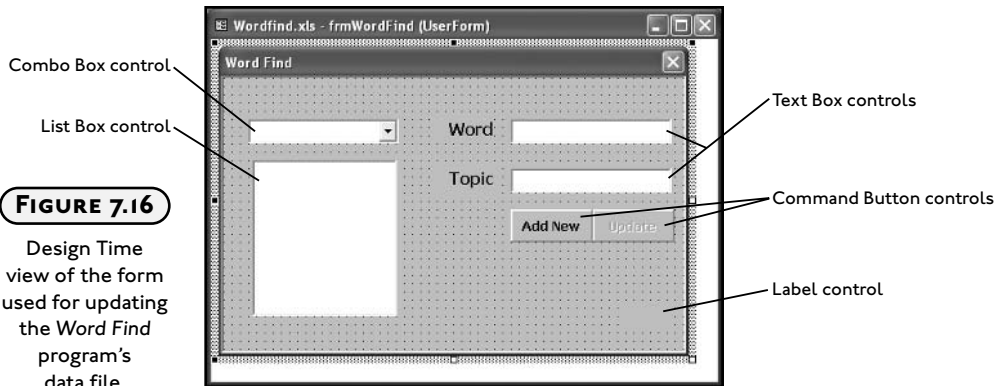 Wordfind.xls - frmWordFind (UserForm)
Word Find
Combo Box control
List Box control
Word
Topic
Add New
Update
Text Box controls
Command Button controls
Label control
FIGURE 7.16
Design Time
view of the form
used for updating
the Word Find
program's
data file.